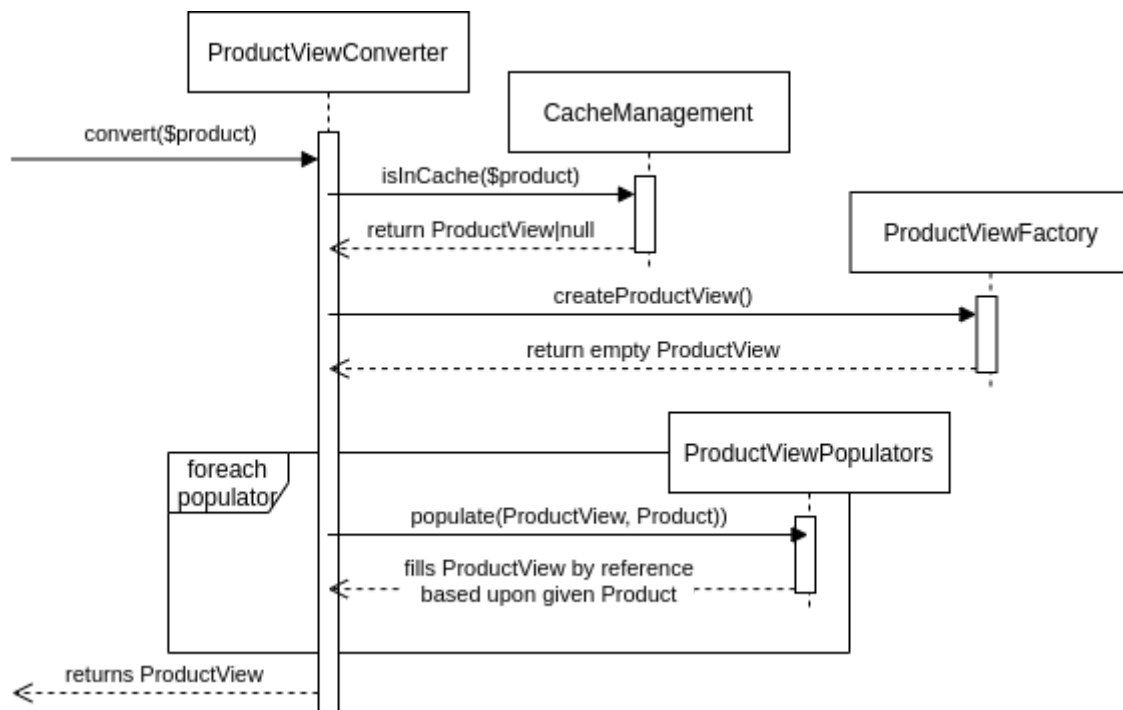 ProductViewConverter
CacheManagement
convert($product)
isInCache($product)
return ProductView|null
ProductViewFactory
createProductView()
return empty ProductView
ProductViewPopulators
foreach
populator
populate(ProductView, Product))
fills ProductView by reference
based upon given Product
returns ProductView